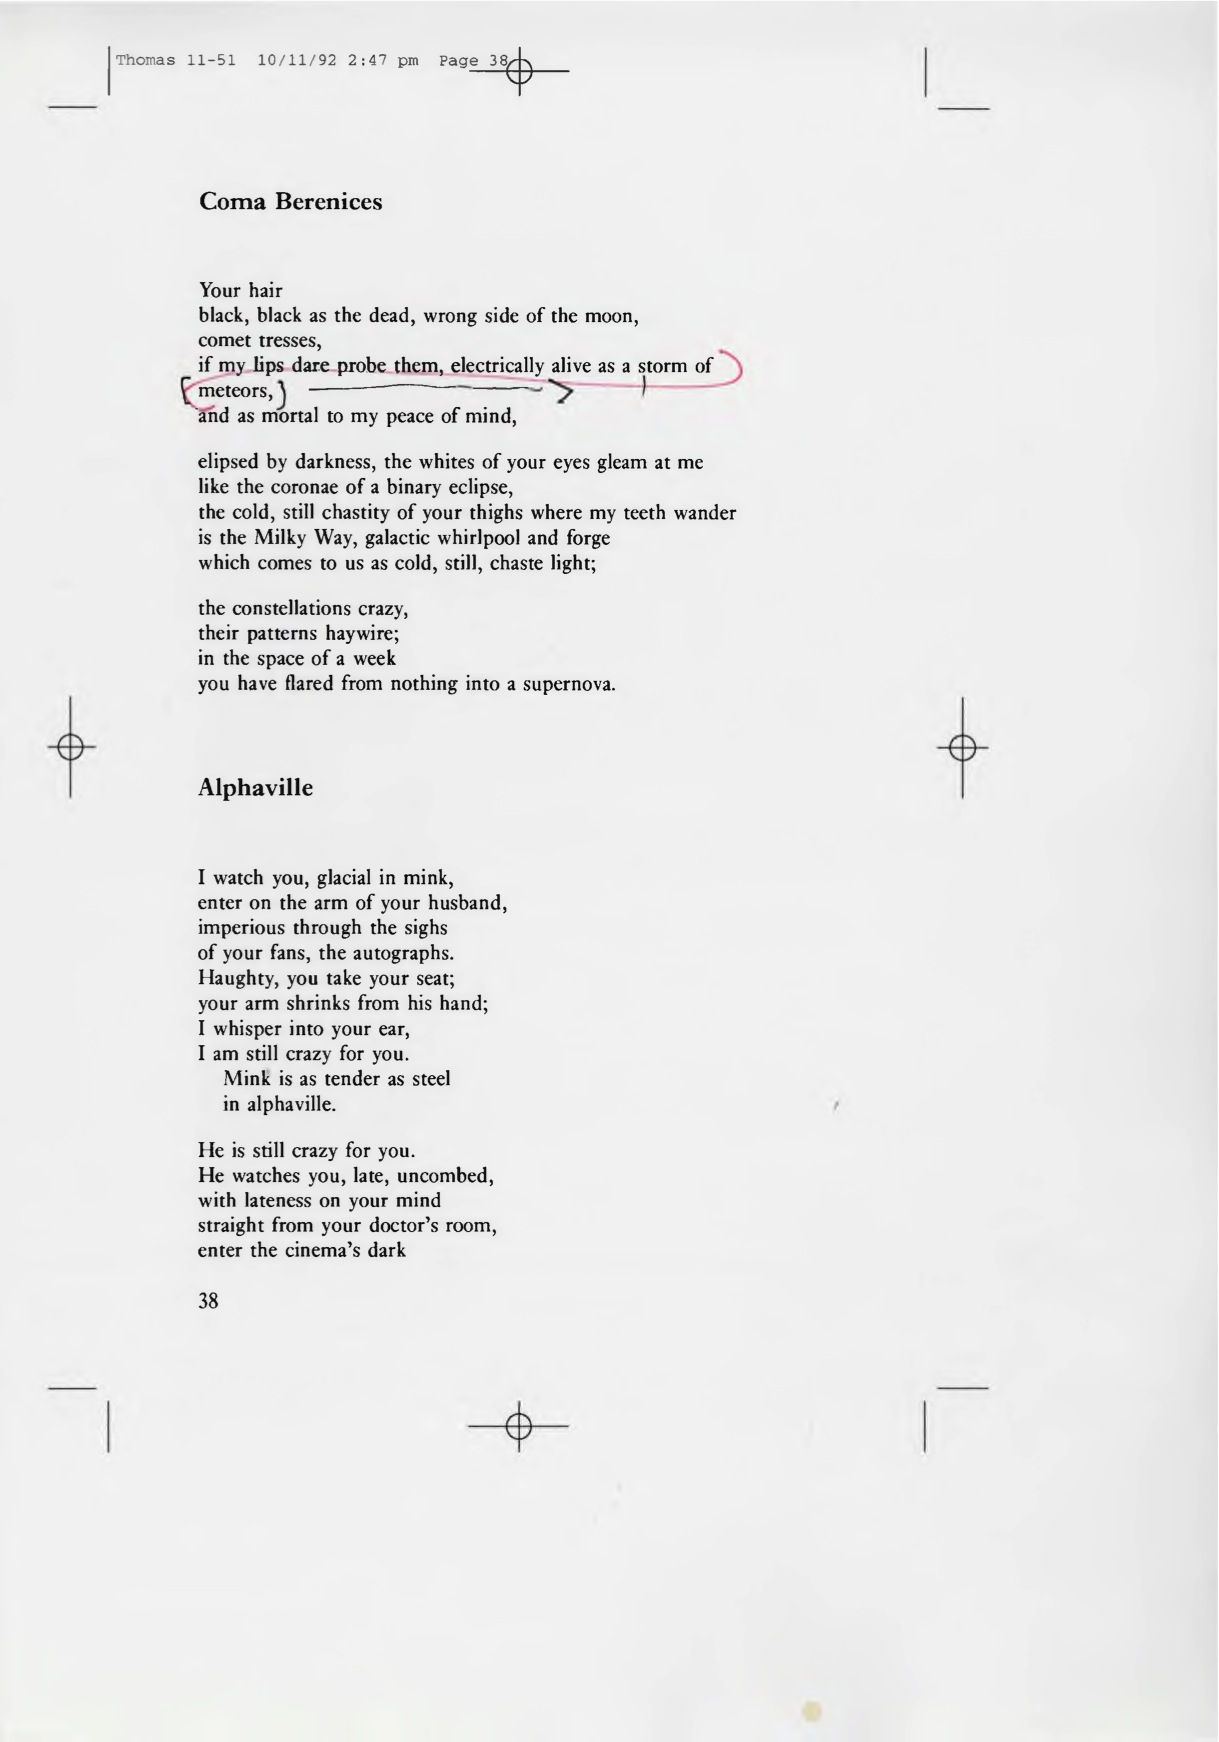 Thomas 11-51 10/11/92 2:47 pm Page 38
Coma Berenices
Your hair
black, black as the dead, wrong side of the moon,
comet tresses,
if my lips dare probe them, electrically alive as a storm of
meteors,
and as mortal to my peace of mind,
elipsed by darkness, the whites of your eyes gleam at me
like the coronae of a binary eclipse,
the cold, still chastity of your thighs where my teeth wander
is the Milky Way, galactic whirlpool and forge
which comes to us as cold, still, chaste light;
the constellations crazy,
their patterns haywire;
in the space of a week
you have flared from nothing into a supernova.
Alphaville
I watch you, glacial in mink,
enter on the arm of your husband,
imperious through the sighs
of your fans, the autographs.
Haughty, you take your seat;
your arm shrinks from his hand;
I whisper into your ear,
I am still crazy for you.
Mink is as tender as steel
in alphaville.
He is still crazy for you.
He watches you, late, uncombed,
with lateness on your mind
straight from your doctor's room,
enter the cinema's dark
38